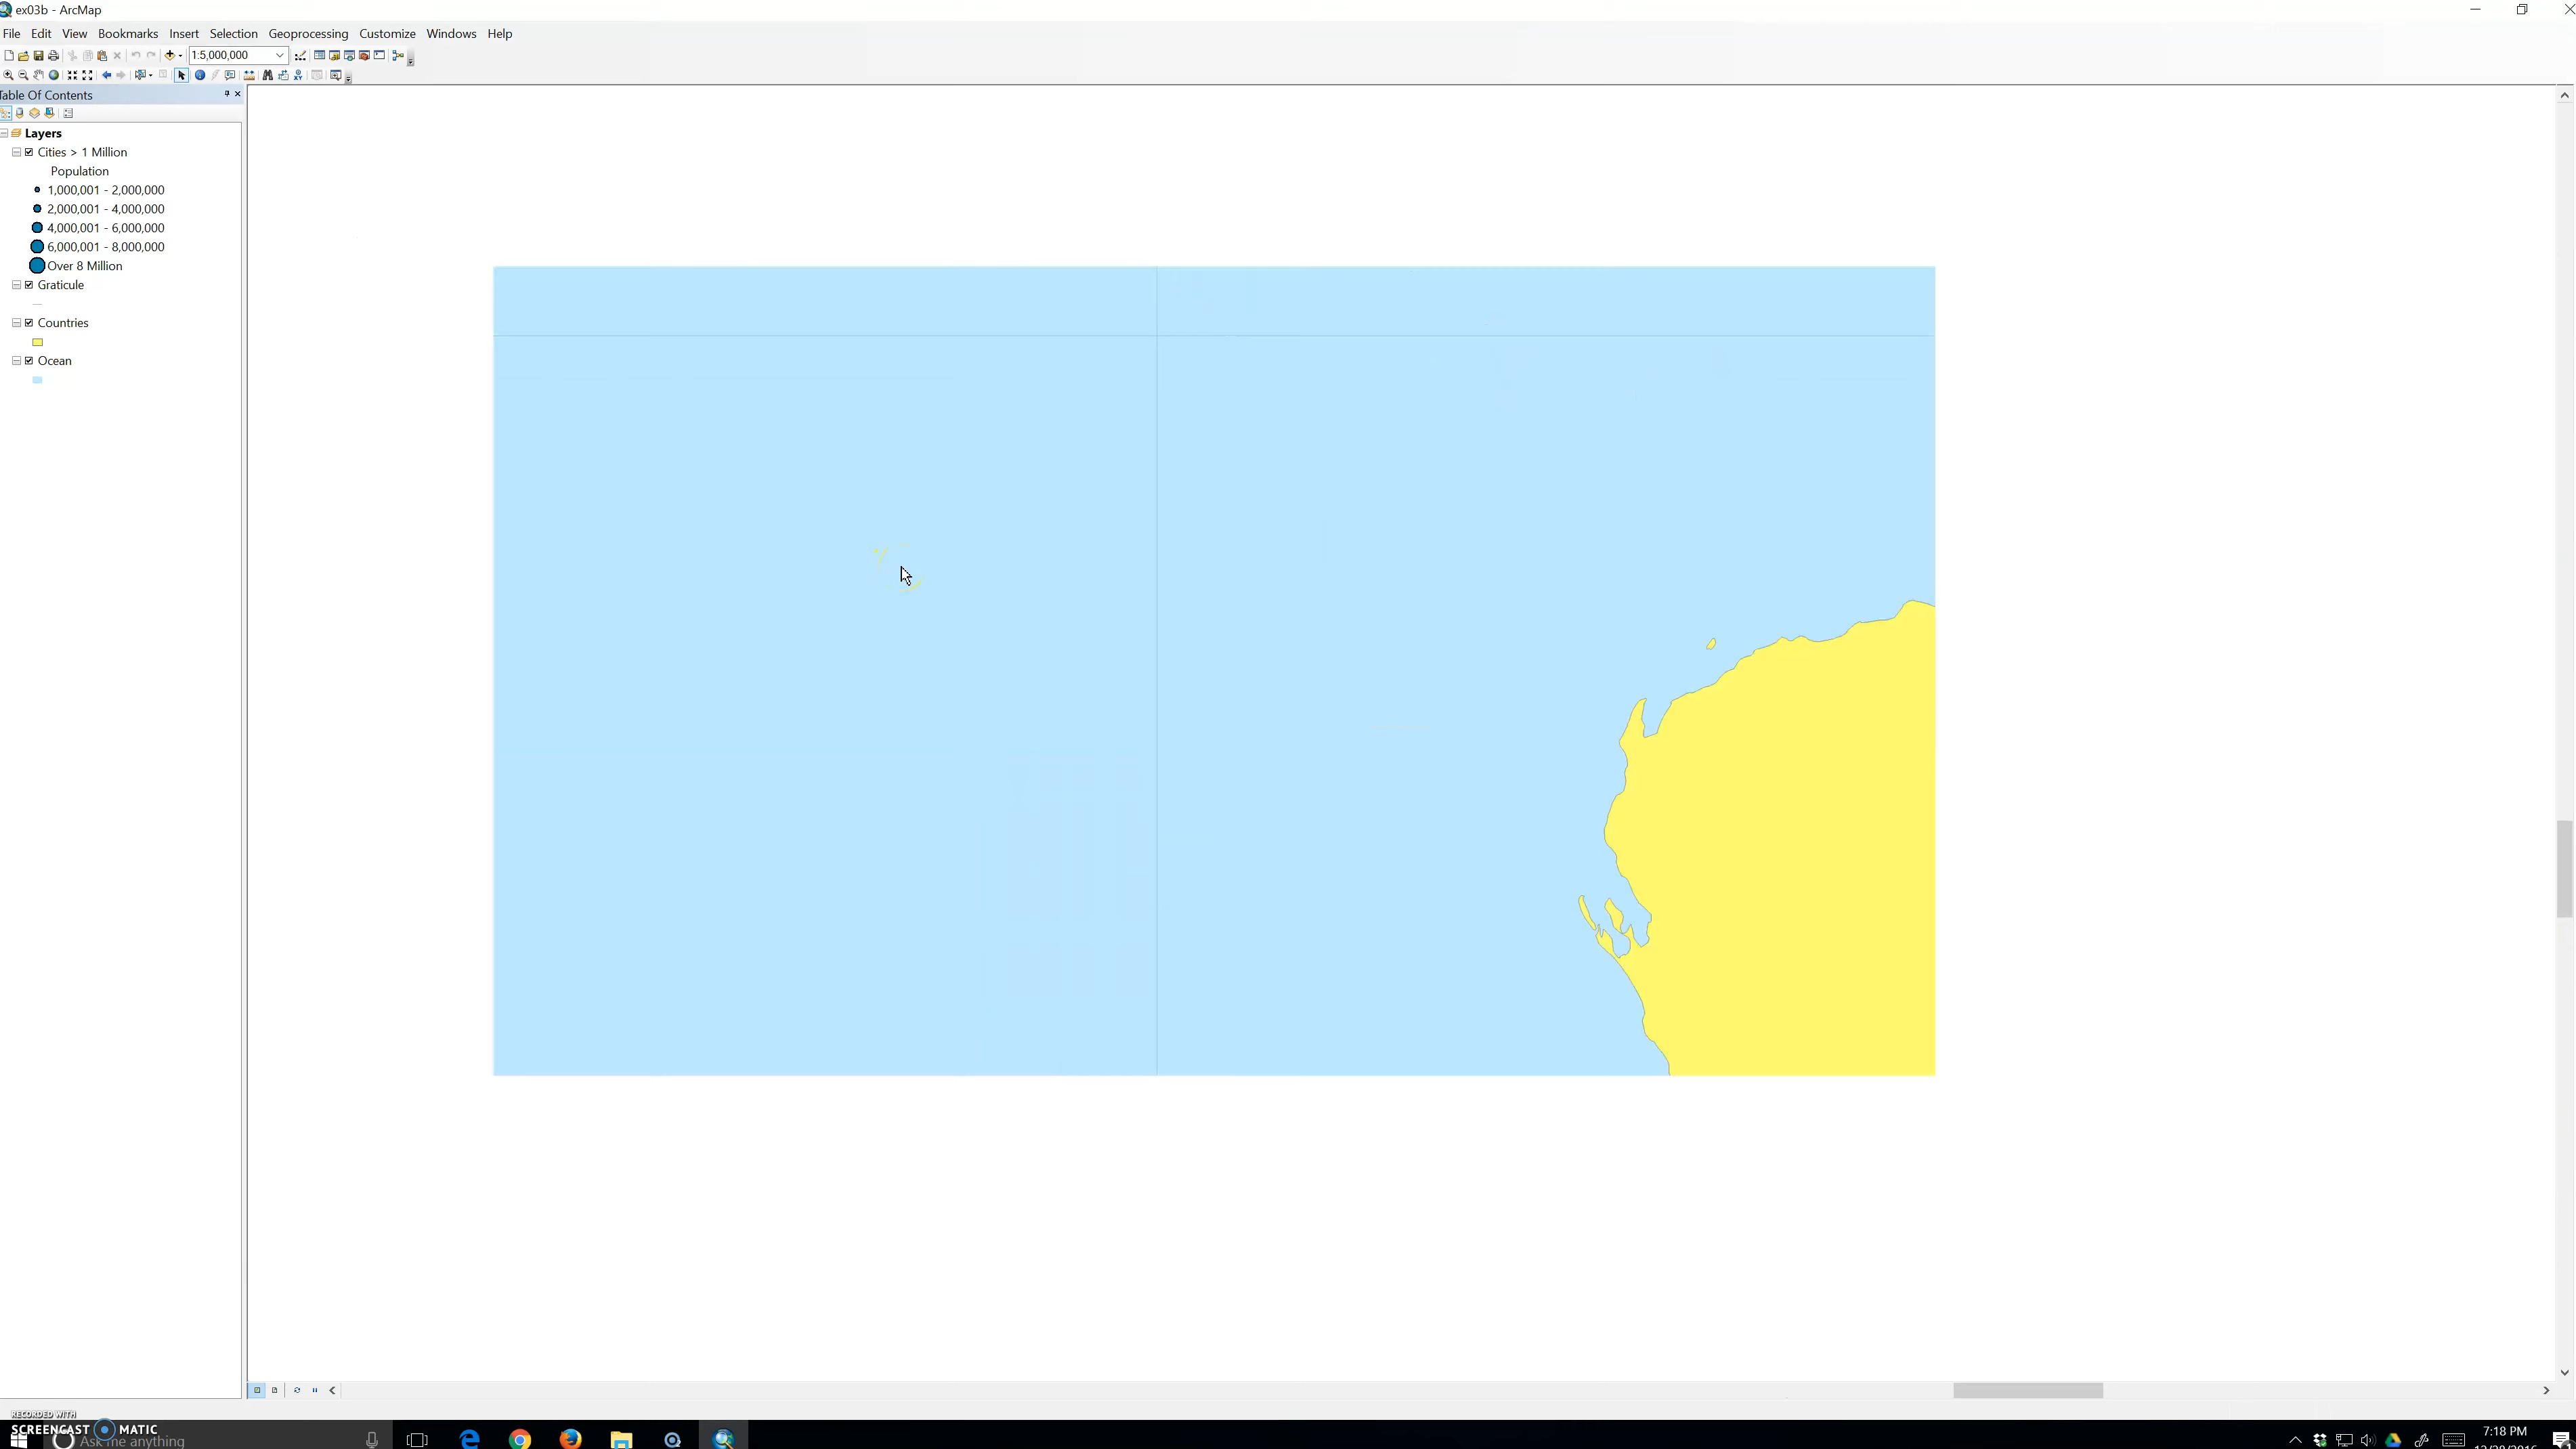 ex03b - ArcMap
File Edit View Bookmarks Insert Selection Geoprocessing Customize Windows Help
1:5,000,000
Table Of Contents
Layers
Cities > 1 Million
Population
1,000,001 - 2,000,000
2,000,001 - 4,000,000
4,000,001 - 6,000,000
6,000,001 - 8,000,000
Over 8 Million
Graticule
Countries
Ocean
RECORDED WITH
SCREENCAST MATIC
Ask me anything
7:18 PM